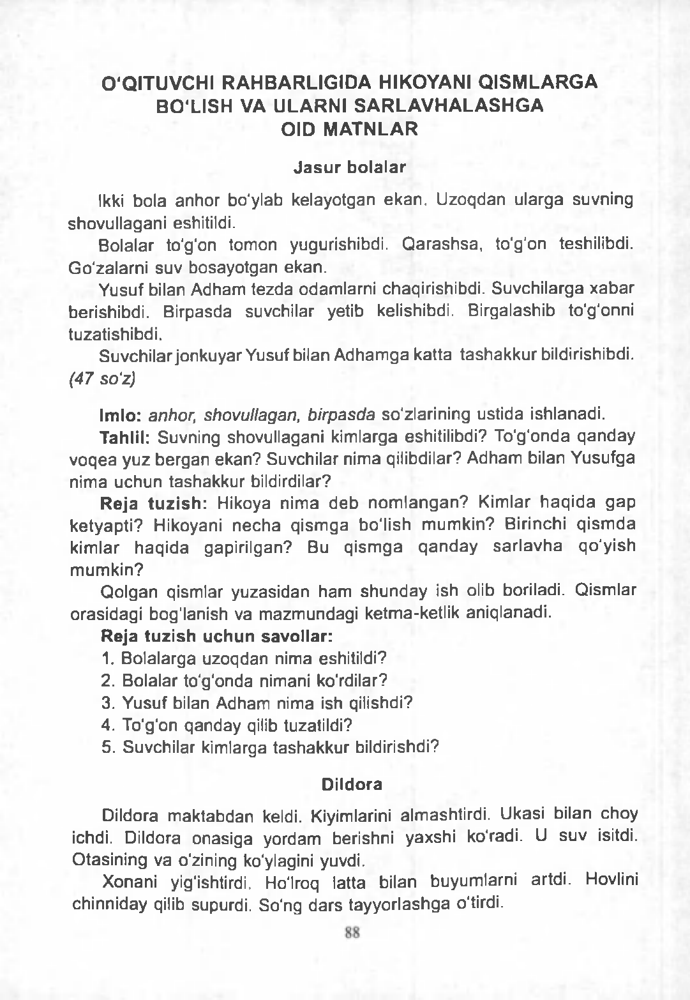 O‘QITUVCHI RAHBARLIGIDA HIKOYANI QISMLARGA
BO‘LISH VA ULARNI SARLAVHALASHGA
OID MATNLAR
Jasur bolalar
Ikki bola anhor bo‘ylab kelayotgan ekan. Uzoqdan ularga suvning
shovullagani eshitildi.
Bolalar to‘g‘on tomon yugurishibdi. Qarashsa, to‘g‘on teshilibdi.
Go‘zalarni suv bosayotgan ekan.
Yusuf bilan Adham tezda odamlarni chaqirishibdi. Suvchilarga xabar
berishibdi. Birpasda suvchilar yetib kelishibdi. Birgalashib to‘g‘onni
tuzatishibdi.
Suvchilar jonkuyar Yusuf bilan Adhamga katta tashakkur bildirishibdi.
(47 so‘z)
Imlo: anhor, shovullagan, birpasda so‘zlarining ustida ishlanadi.
Tahlil: Suvning shovullagani kimlarga eshitilibdi? To‘g‘onda qanday
voqea yuz bergan ekan? Suvchilar nima qilibdilar? Adham bilan Yusufga
nima uchun tashakkur bildirdilar?
Reja tuzish: Hikoya nima deb nomlangan? Kimlar haqida gap
ketyapti? Hikoyani necha qismga bo‘lish mumkin? Birinchi qismda
kimlar haqida gapirilgan? Bu qismga qanday sarlavha qo‘yish
mumkin?
Qolgan qismlar yuzasidan ham shunday ish olib boriladi. Qismlar
orasidagi bog‘lanish va mazmundagi ketma-ketlik aniqlanadi.
Reja tuzish uchun savollar:
1. Bolalarga uzoqdan nima eshitildi?
2. Bolalar to‘g‘onda nimani ko‘rdilar?
3. Yusuf bilan Adham nima ish qilishdi?
4. To‘g‘on qanday qilib tuzatildi?
5. Suvchilar kimlarga tashakkur bildirishdi?
Dildora
Dildora maktabdan keldi. Kiyimlarini almashtirdi. Ukasi bilan choy
ichdi. Dildora onasiga yordam berishni yaxshi ko‘radi. U suv isitdi.
Otasining va o‘zining ko‘ylagini yuvdi.
Xonani yig‘ishtirdi. Ho‘lroq latta bilan buyumlarni artdi. Hovlini
chinniday qilib supurdi. So‘ng dars tayyorlashga o‘tirdi.
88